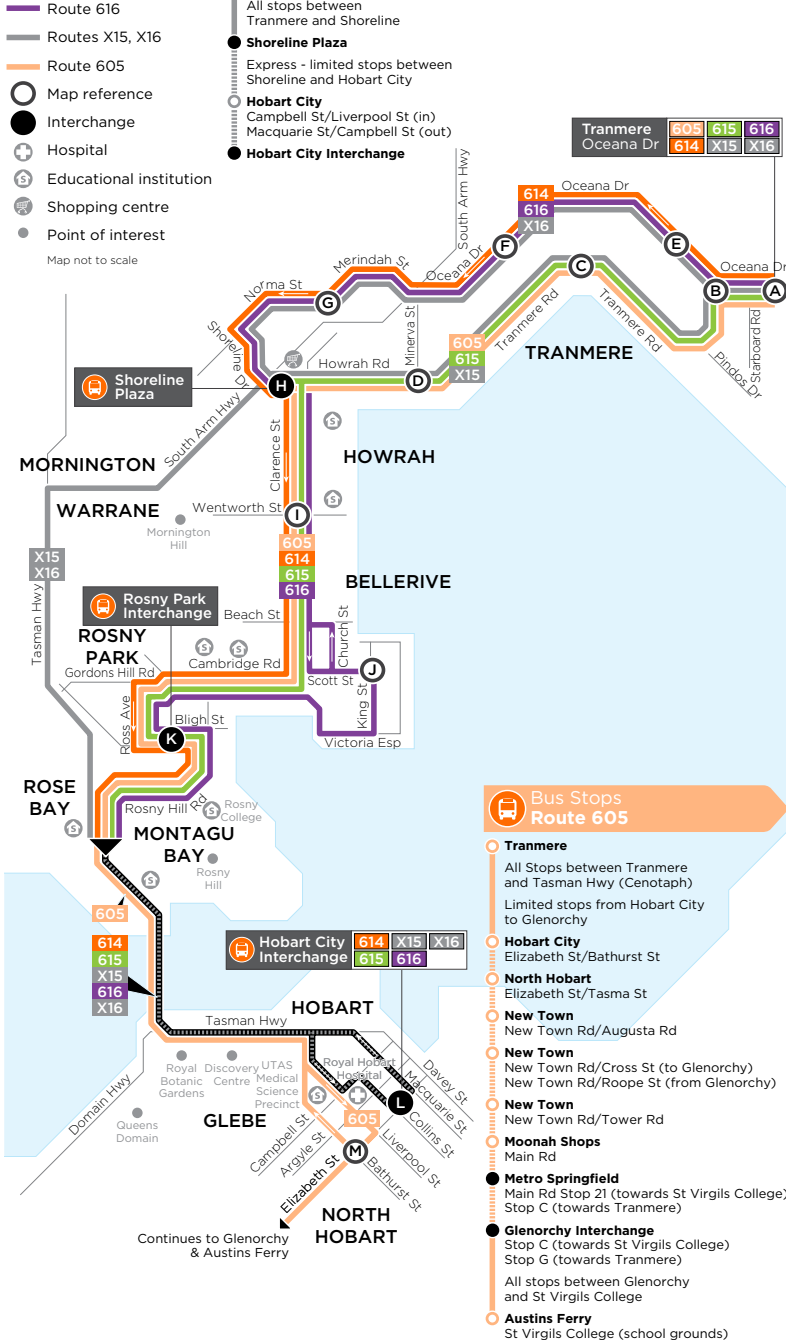 Route 616
Routes X15, X16
Route 605
Map reference
Interchange
Hospital
Educational institution
Shopping centre
Point of interest
Map not to scale
All stops between
Tranmere and Shoreline
Shoreline Plaza
Express - limited stops between
Shoreline and Hobart City
Hobart City
Campbell St/Liverpool St (in)
Macquarie St/Campbell St (out)
Hobart City Interchange
Tranmere
Oceana Dr
605 615 616
614 X15 X16
South Arm Hwy
614
616
X16
Oceana Dr
Merindah St
Oceana Dr
F
E
Oceana Dr
Norma St
G
C
B
A
Shoreline Dr
Minerva St
Tranmere Rd
Tranmere Rd
Starboard Rd
Pindos Dr
605
615
X15
TRANMERE
Howrah Rd
Shoreline
Plaza
H
D
South Arm Hwy
Clarence St
MORNINGTON
HOWRAH
WARRANE
Wentworth St
I
Mornington
Hill
605
614
615
616
X15
X16
BELLERIVE
Rosny Park
Interchange
Beach St
Church St
Tasman Hwy
ROSNY
PARK
Cambridge Rd
Gordons Hill Rd
J
Scott St
King St
Ross Ave
Bligh St
K
Victoria Esp
ROSE
BAY
Rosny Hill Rd
Rosny
College
MONTAGU
BAY
Rosny
Hill
605
614
615
X15
616
X16
Hobart City
Interchange
614 X15 X16
615 616
HOBART
Tasman Hwy
Royal
Botanic
Gardens
Discovery
Centre
UTAS
Medical
Science
Precinct
Royal Hobart
Hospital
Davey St
Macquarie St
Domain Hwy
Queens
Domain
GLEBE
L
Collins St
605
Campbell St
Argyle St
Liverpool St
M
Bathurst St
Elizabeth St
NORTH
HOBART
Continues to Glenorchy
& Austins Ferry
Bus Stops
Route 605
Tranmere
All Stops between Tranmere
and Tasman Hwy (Cenotaph)
Limited stops from Hobart City
to Glenorchy
Hobart City
Elizabeth St/Bathurst St
North Hobart
Elizabeth St/Tasma St
New Town
New Town Rd/Augusta Rd
New Town
New Town Rd/Cross St (to Glenorchy)
New Town Rd/Roope St (from Glenorchy)
New Town
New Town Rd/Tower Rd
Moonah Shops
Main Rd
Metro Springfield
Main Rd Stop 21 (towards St Virgils College)
Stop C (towards Tranmere)
Glenorchy Interchange
Stop C (towards St Virgils College)
Stop G (towards Tranmere)
All stops between Glenorchy
and St Virgils College
Austins Ferry
St Virgils College (school grounds)